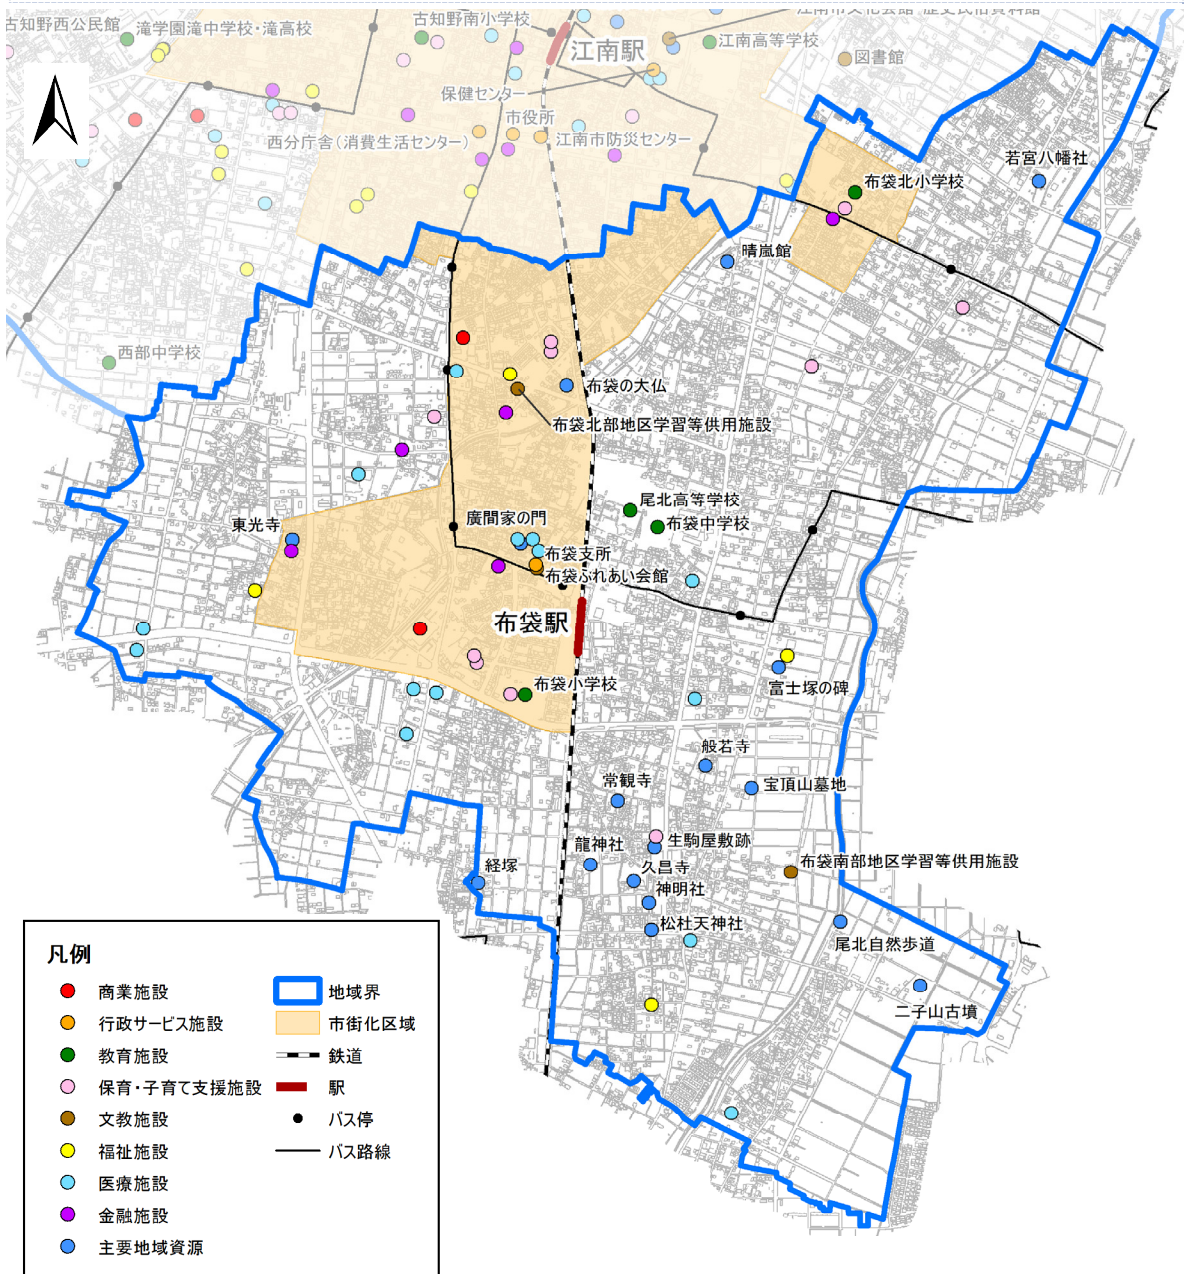 古知野西公民館
滝学園滝中学校・滝高校
古知野南小学校
江南駅
江南高等学校
図書館
保健センター
市役所
西分庁舎(消費生活センター)
江南市防災センター
若宮八幡社
布袋北小学校
晴嵐館
西部中学校
布袋の大仏
布袋北部地区学習等供用施設
尾北高等学校
布袋中学校
東光寺
廣間家の門
布袋支所
布袋ふれあい会館
布袋駅
富士塚の碑
布袋小学校
般若寺
宝頂山墓地
常観寺
生駒屋敷跡
龍神社
久昌寺
布袋南部地区学習等供用施設
経塚
神明社
松杜天神社
尾北自然歩道
二子山古墳
凡例
商業施設
地域界
行政サービス施設
市街化区域
教育施設
鉄道
保育・子育て支援施設
駅
文教施設
バス停
福祉施設
バス路線
医療施設
金融施設
主要地域資源